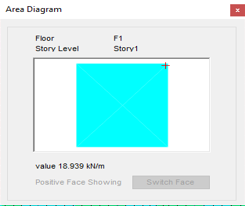 Area Diagram
Floor F1
Story Level Story1
value 18.939 kN/m
Positive Face Showing Switch Face